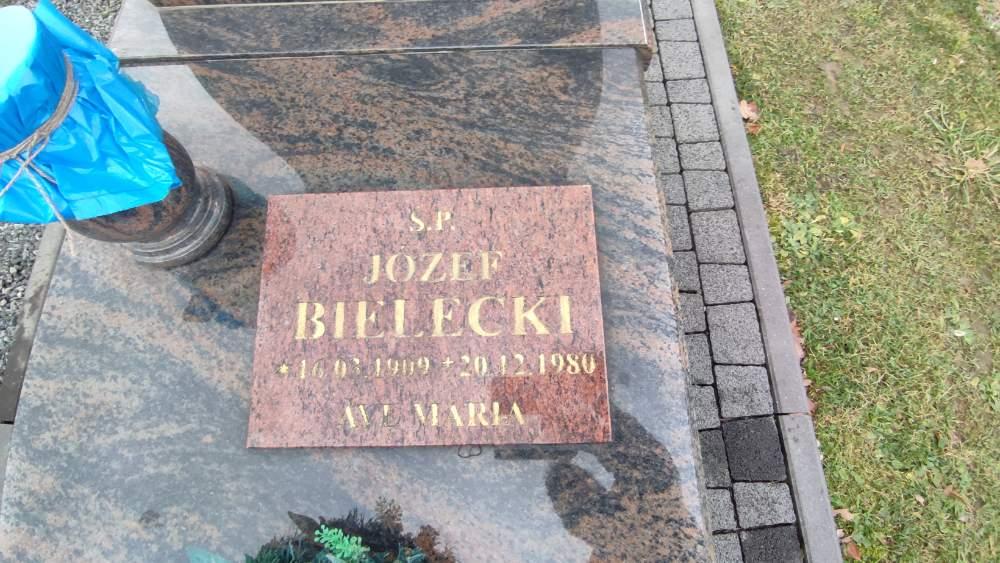 Ś.P.
JÓZEF
BIELECKI
* 16.03.1909 + 20.12.1980
AVE MARIA